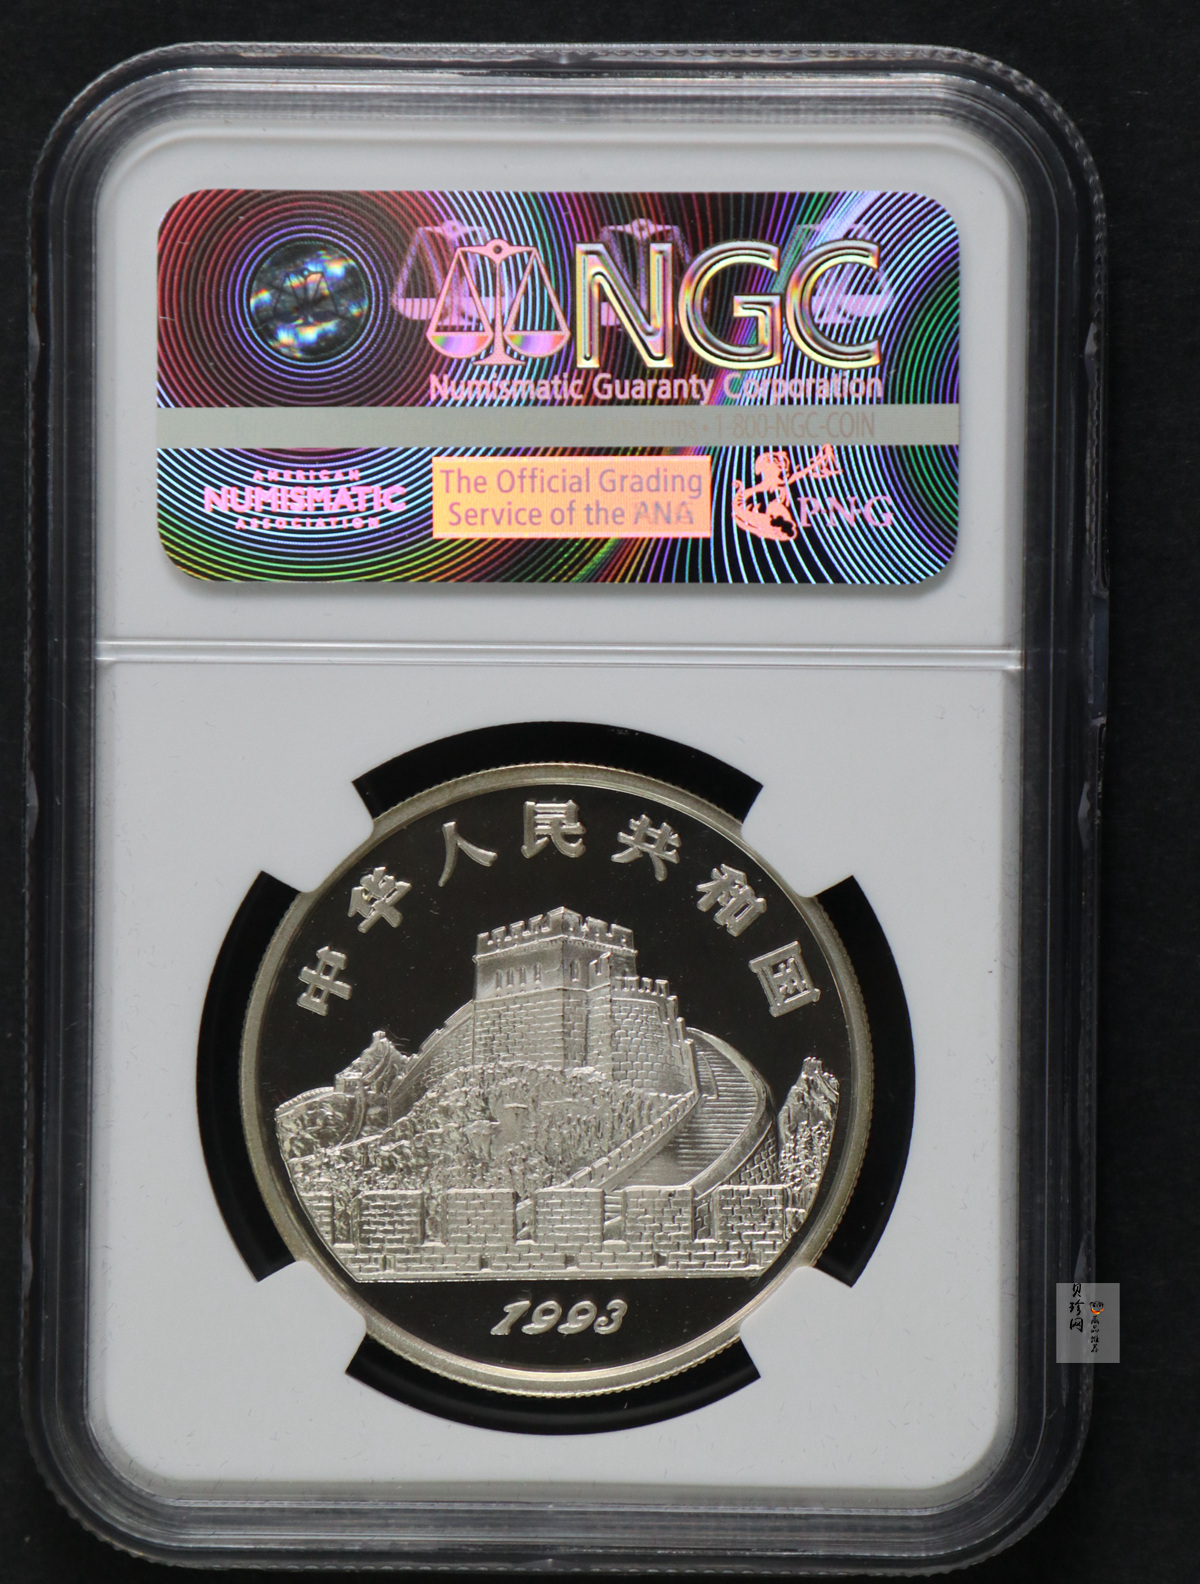 NGC
Numismatic Guaranty Corporation
1-800-NGC-COIN
AMERICAN
NUMISMATIC
ASSOCIATION
The Official Grading
Service of the ANA
PNG
中华人民共和国
1993
贝珍网